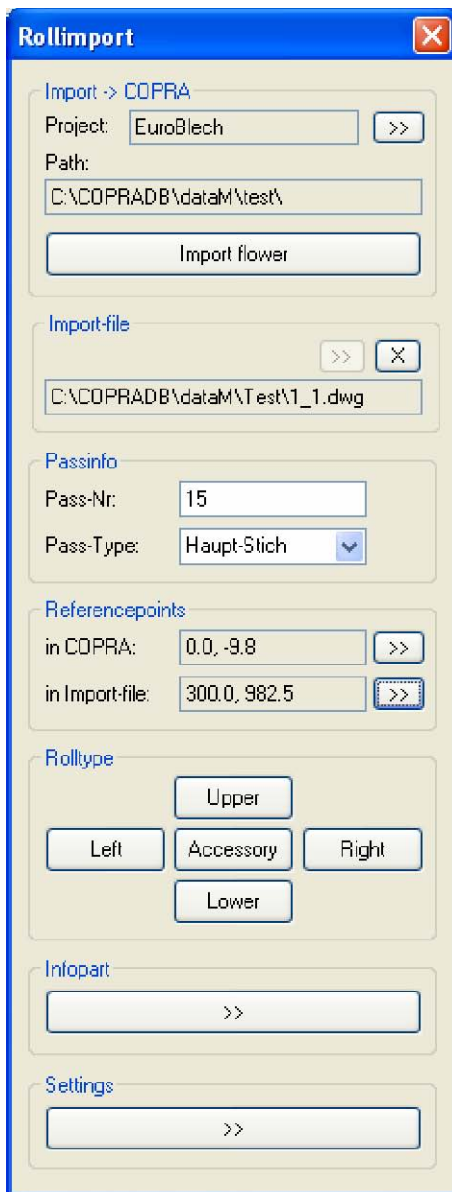 Rollimport
Import -> COPRA
Project: EuroBlech >>
Path:
C:\COPRADB\dataM\test\
Import flower
Import-file
>> X
C:\COPRADB\dataM\Test\1_1.dwg
Passinfo
Pass-Nr: 15
Pass-Type: Haupt-Stich
Referencepoints
in COPRA: 0.0, -9.8 >>
in Import-file: 300.0, 982.5 >>
Rolltype
Upper
Left Accessory Right
Lower
Infopart
>>
Settings
>>